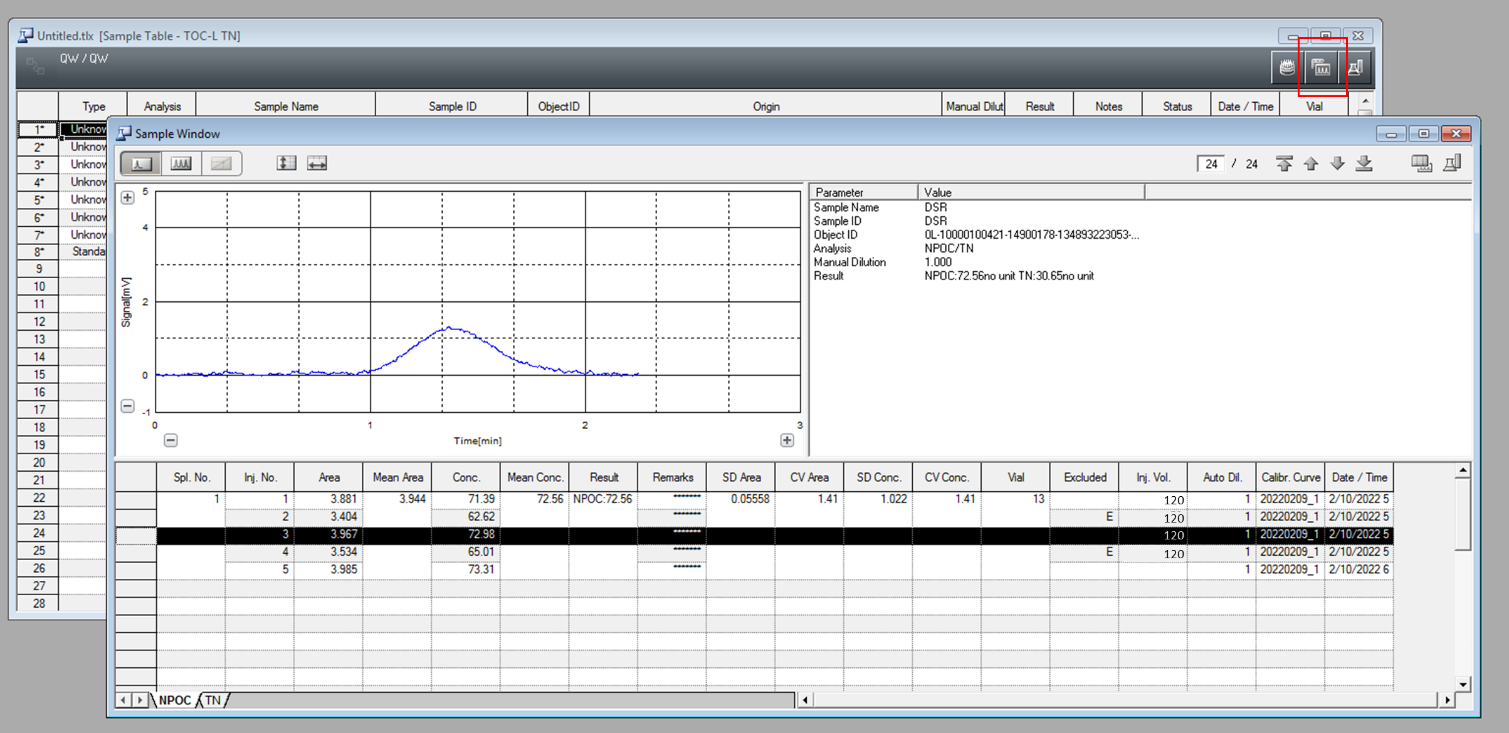 Untitled.tlx [Sample Table - TOC-L TN]
QW / QW
Type Analysis Sample Name Sample ID ObjectID Origin Manual Dilut Result Notes Status Date / Time Vial
1* Unknow
2* Unknow
3* Unknow
4* Unknow
5* Unknow
6* Unknow
7* Unknow
8* Standa
9
10
11
12
13
14
15
16
17
18
19
20
21
22
23
24
25
26
27
28
Sample Window
24 / 24
5
4
2
0
-1
Signal[mV]
0 1 2 3
Time[min]
Parameter Value
Sample Name DSR
Sample ID DSR
Object ID 0L-10000100421-14900178-134893223053-...
Analysis NPOC/TN
Manual Dilution 1.000
Result NPOC:72.56no unit TN:30.65no unit
Spl. No. Inj. No. Area Mean Area Conc. Mean Conc. Result Remarks SD Area CV Area SD Conc. CV Conc. Vial Excluded Inj. Vol. Auto Dil. Calibr. Curve Date / Time
1 1 3.881 3.944 71.39 72.56 NPOC:72.56 ******* 0.05558 1.41 1.022 1.41 13 120 1 20220209_1 2/10/2022 5
2 3.404 62.62 ******* E 120 1 20220209_1 2/10/2022 5
3 3.967 72.98 ******* 120 1 20220209_1 2/10/2022 5
4 3.534 65.01 ******* E 120 1 20220209_1 2/10/2022 5
5 3.985 73.31 ******* 1 20220209_1 2/10/2022 6
NPOC TN